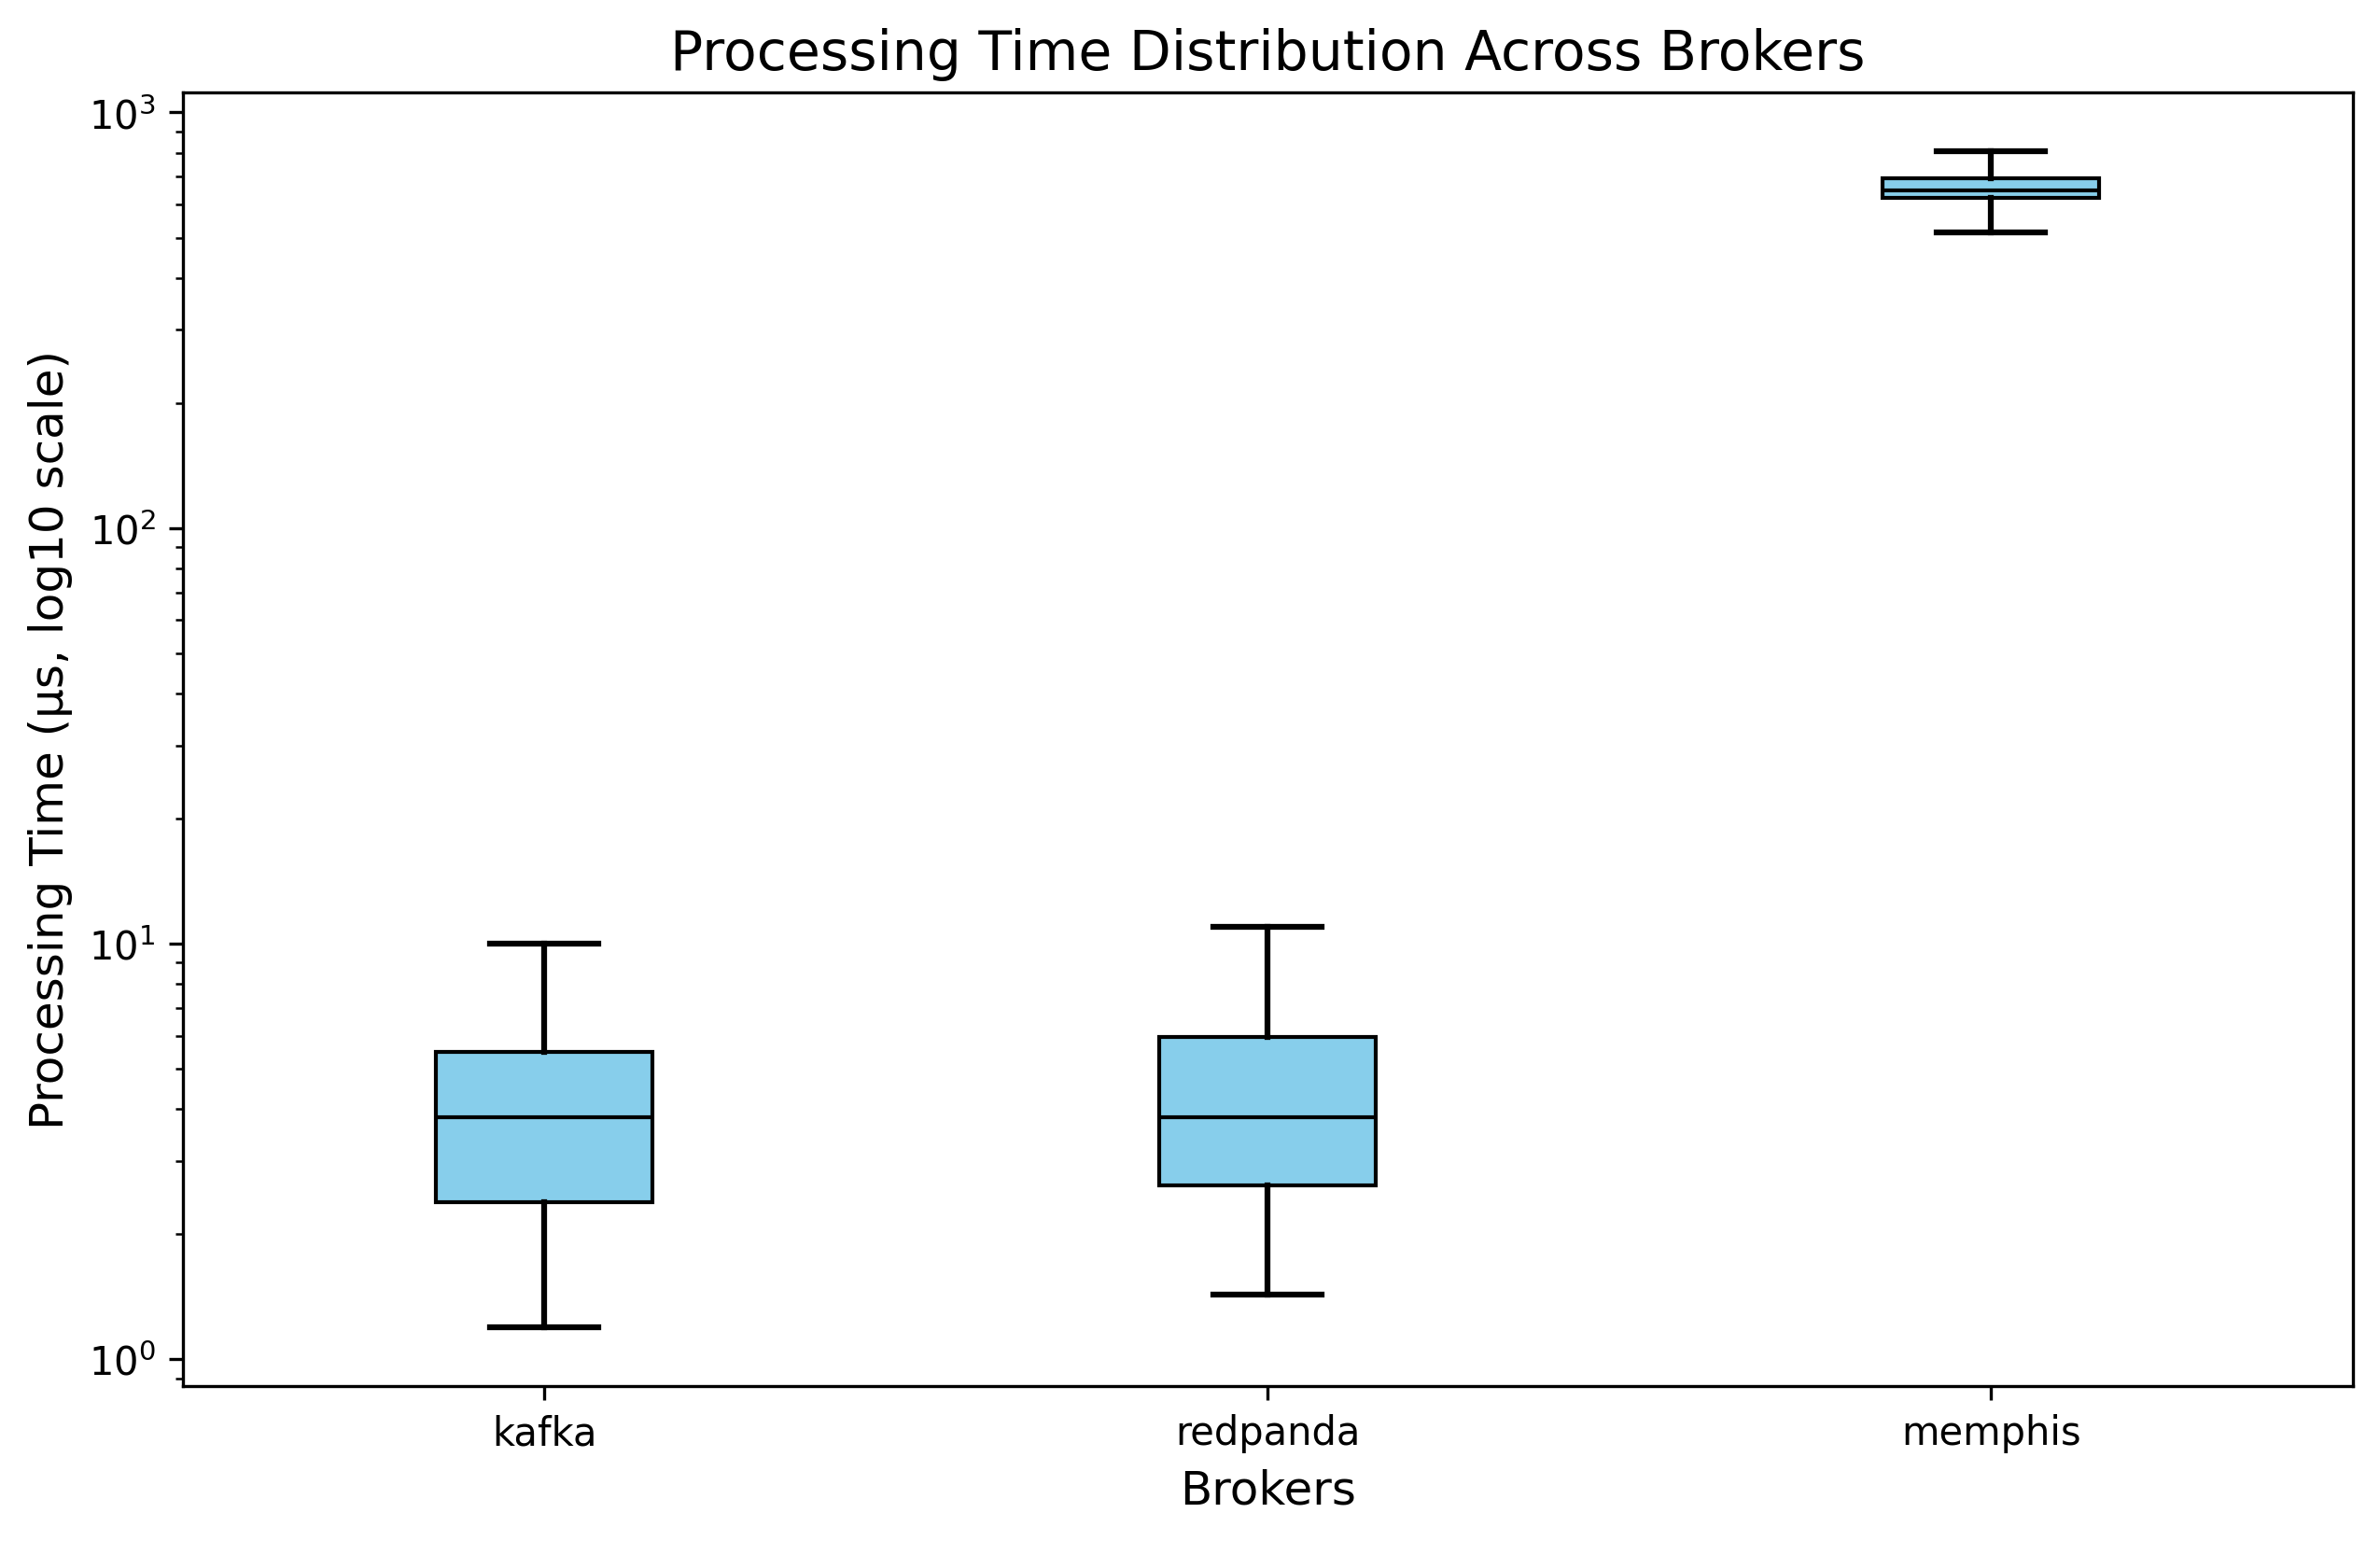 Processing Time Distribution Across Brokers
Processing Time (µs, log10 scale)
10³
10²
10¹
10⁰
kafka redpanda memphis
Brokers